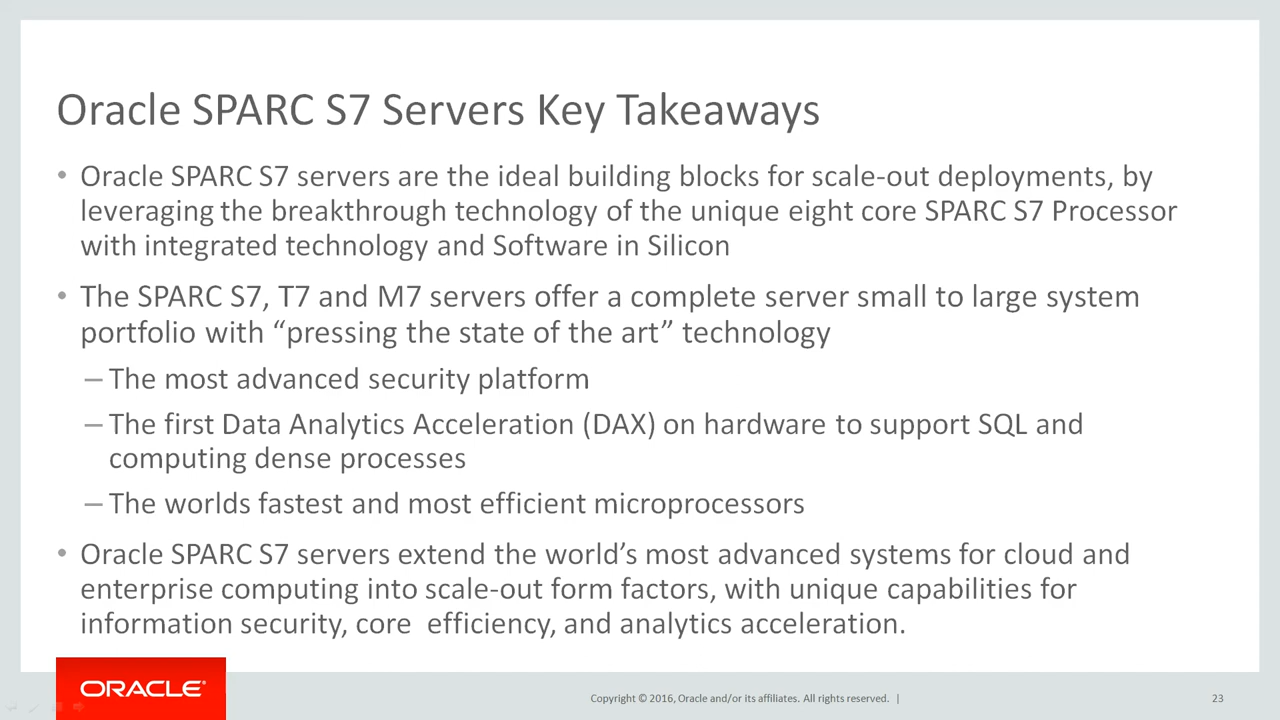 Oracle SPARC S7 Servers Key Takeaways
• Oracle SPARC S7 servers are the ideal building blocks for scale-out deployments, by
leveraging the breakthrough technology of the unique eight core SPARC S7 Processor
with integrated technology and Software in Silicon
• The SPARC S7, T7 and M7 servers offer a complete server small to large system
portfolio with “pressing the state of the art” technology
– The most advanced security platform
– The first Data Analytics Acceleration (DAX) on hardware to support SQL and
computing dense processes
– The worlds fastest and most efficient microprocessors
• Oracle SPARC S7 servers extend the world’s most advanced systems for cloud and
enterprise computing into scale-out form factors, with unique capabilities for
information security, core  efficiency, and analytics acceleration.
ORACLE®
Copyright © 2016, Oracle and/or its affiliates. All rights reserved. |
23